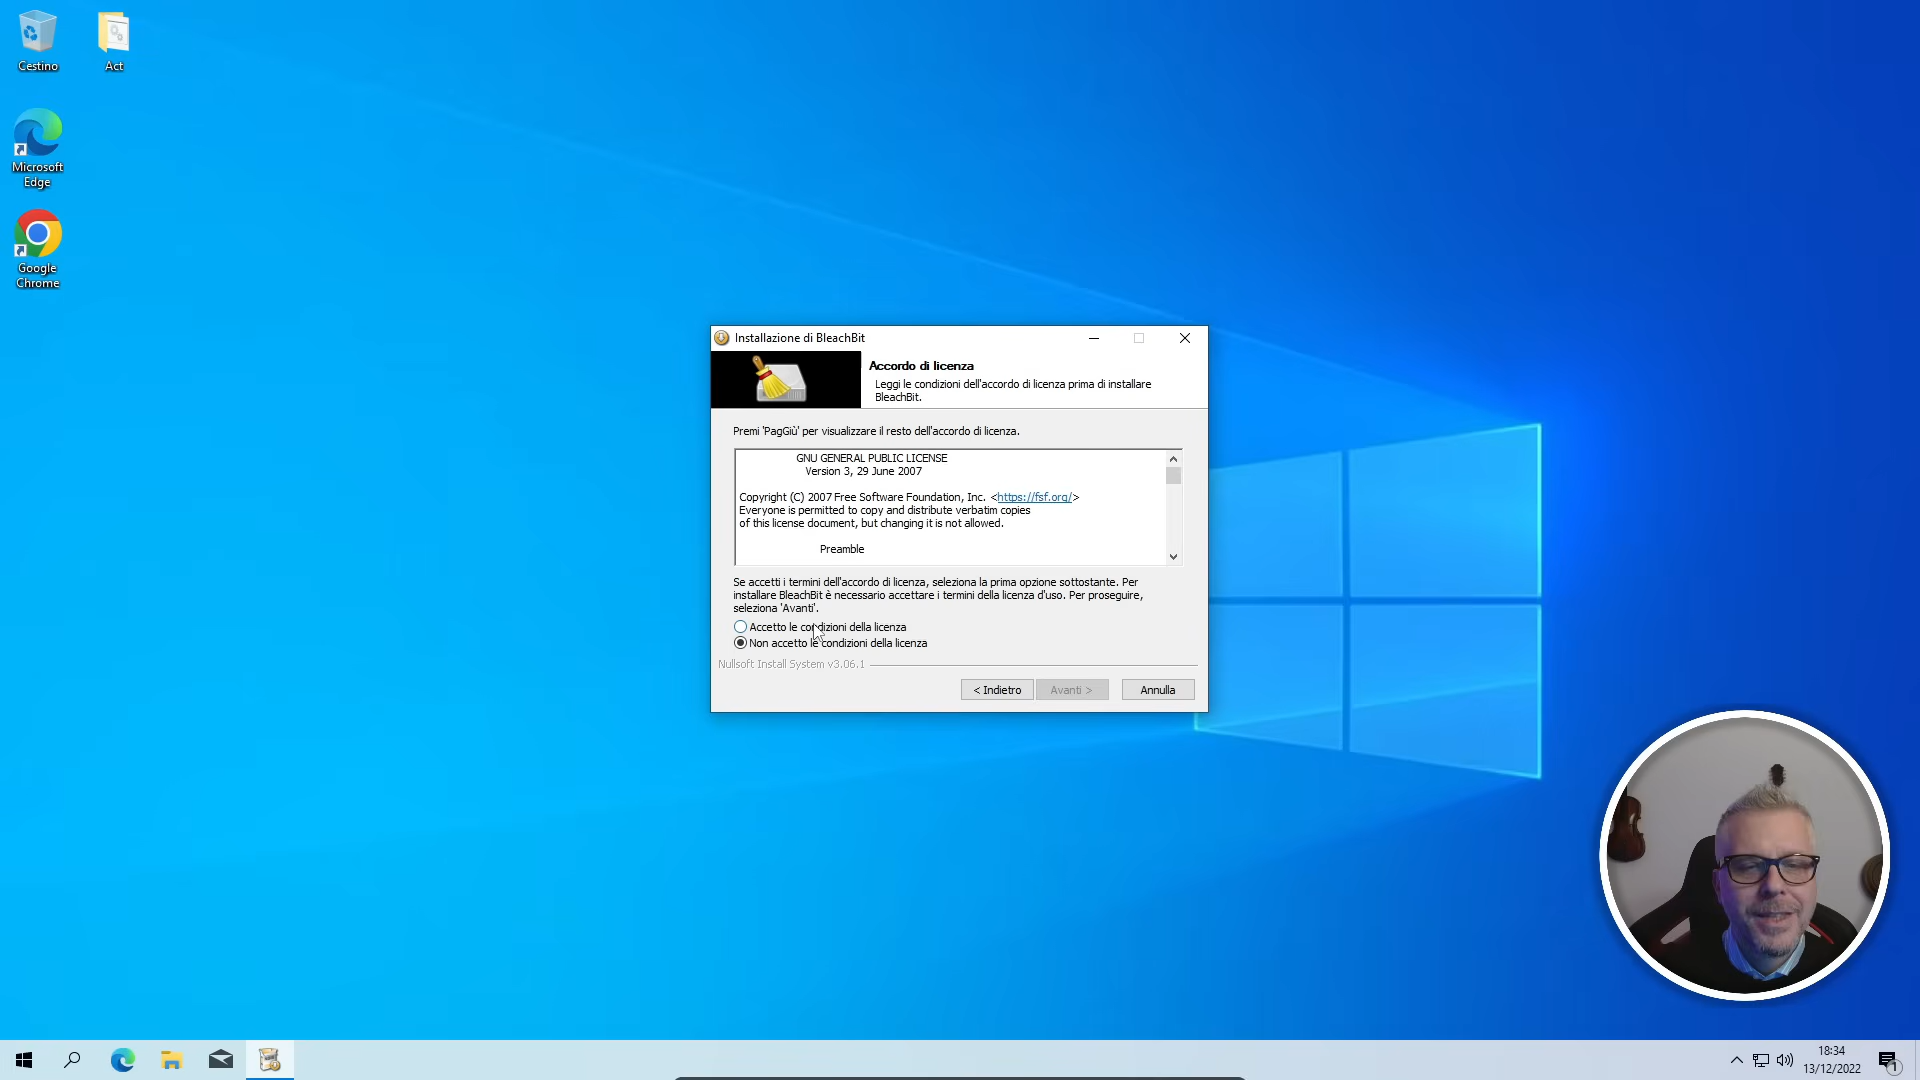 Cestino
Act
Microsoft
Edge
Google
Chrome
Installazione di BleachBit
Accordo di licenza
Leggi le condizioni dell'accordo di licenza prima di installare
BleachBit.
Premi 'PagGiù' per visualizzare il resto dell'accordo di licenza.
GNU GENERAL PUBLIC LICENSE
Version 3, 29 June 2007
Copyright (C) 2007 Free Software Foundation, Inc. <https://fsf.org/>
Everyone is permitted to copy and distribute verbatim copies
of this license document, but changing it is not allowed.
Preamble
Se accetti i termini dell'accordo di licenza, seleziona la prima opzione sottostante. Per
installare BleachBit è necessario accettare i termini della licenza d'uso. Per proseguire,
seleziona 'Avanti'.
Accetto le condizioni della licenza
Non accetto le condizioni della licenza
Nullsoft Install System v3.06.1
< Indietro
Avanti >
Annulla
18:34
13/12/2022
1